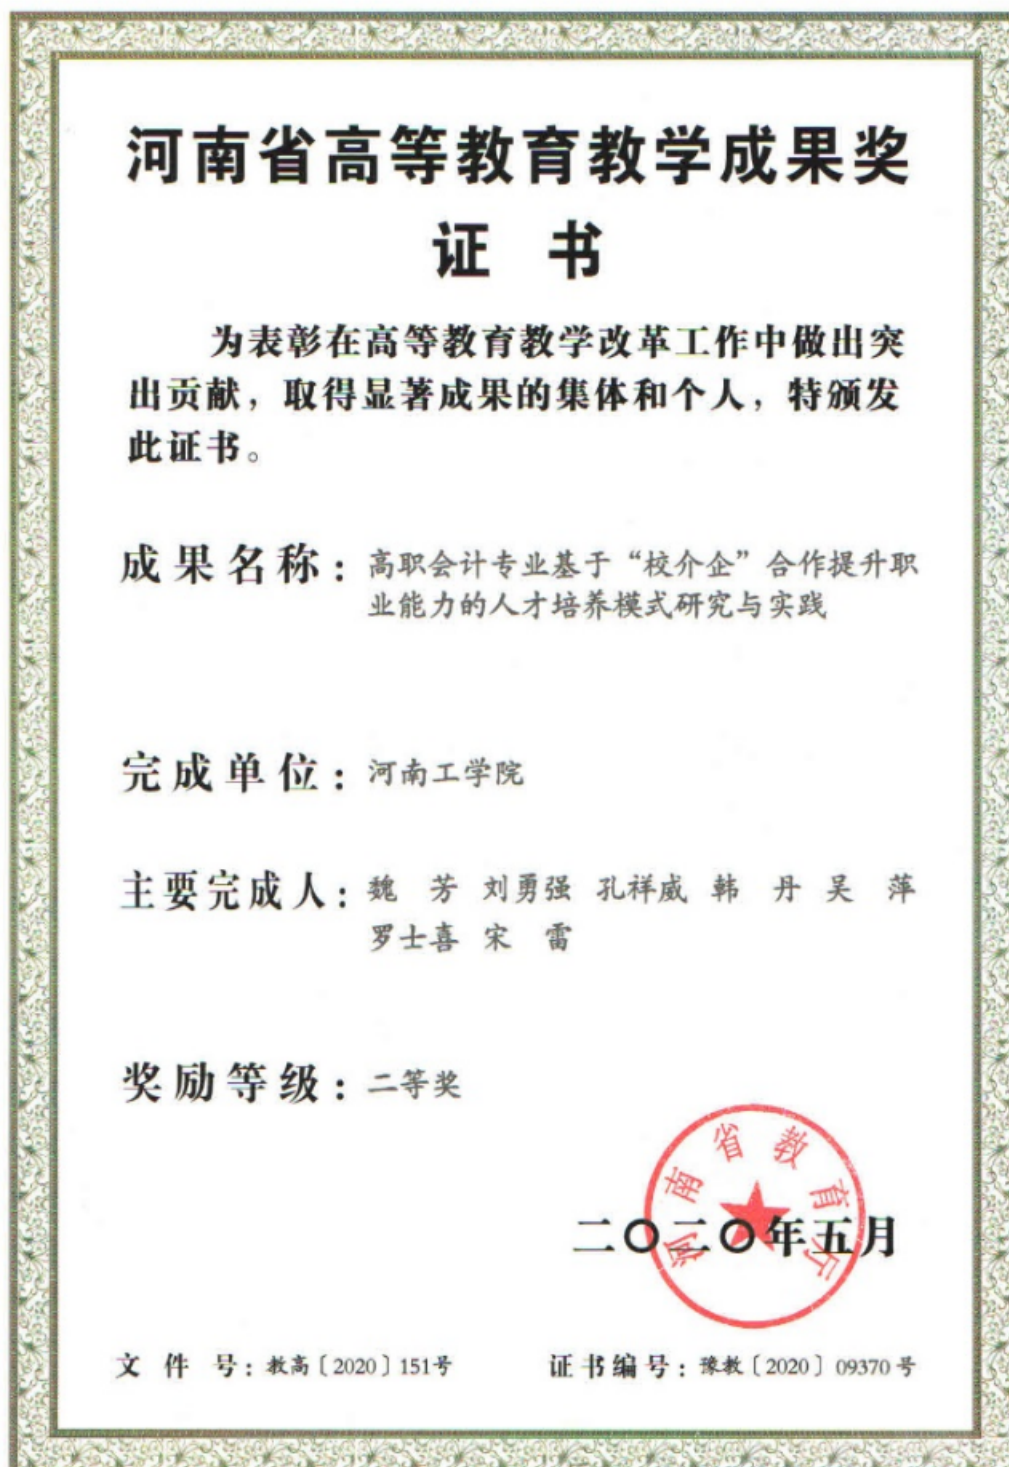 河南省高等教育教学成果奖
证 书
为表彰在高等教育教学改革工作中做出突
出贡献，取得显著成果的集体和个人，特颁发
此证书。
成果名称：高职会计专业基于“校介企”合作提升职
业能力的人才培养模式研究与实践
完成单位：河南工学院
主要完成人：魏 芳 刘勇强 孔祥威 韩 丹 吴 萍
罗士喜 宋 雷
奖励等级：二等奖
河南省教育厅
二〇二〇年五月
文 件 号：教高〔2020〕151号 证书编号：豫教〔2020〕09370号